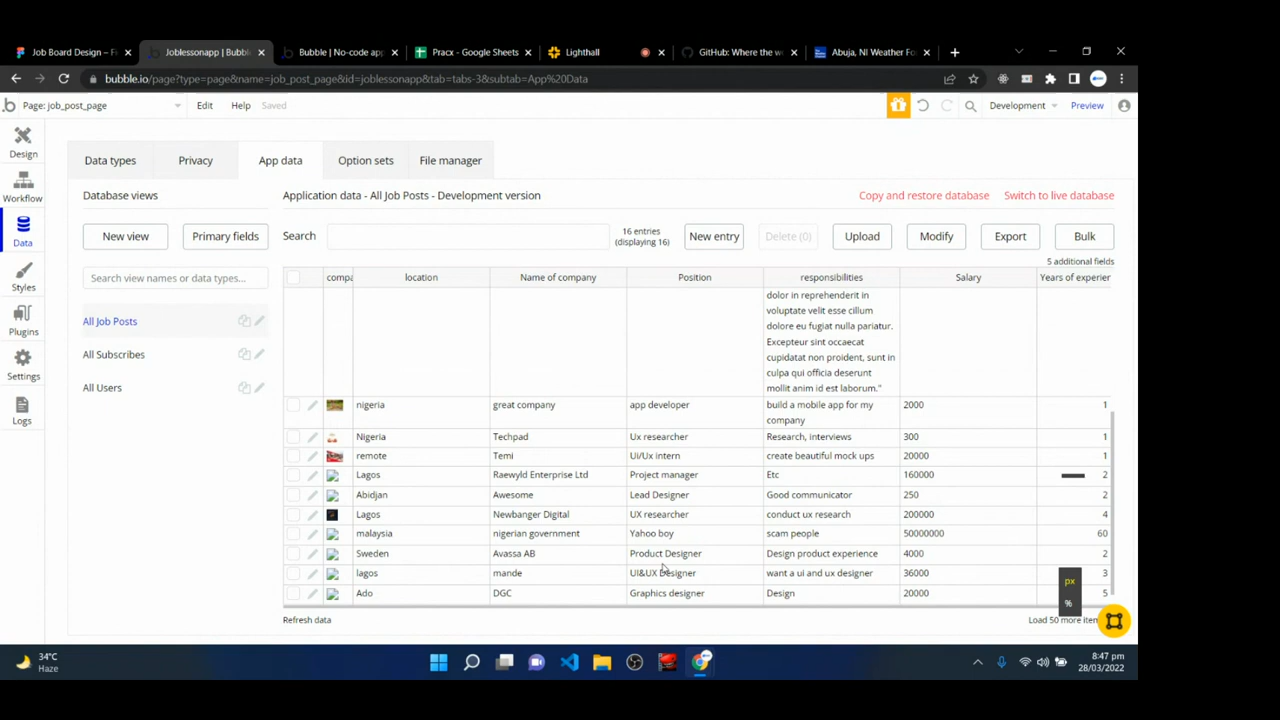 Job Board Design – F
Joblessonapp | Bubbl
Bubble | No-code ap
Pracx - Google Sheets
Lighthall
GitHub: Where the w
Abuja, NI Weather Fo
bubble.io/page?type=page&name=job_post_page&id=joblessonapp&tab=tabs-3&subtab=App%20Data
Page: job_post_page
Edit
Help
Saved
Development
Preview
Design
Workflow
Data
Styles
Plugins
Settings
Logs
Data types
Privacy
App data
Option sets
File manager
Database views
Application data - All Job Posts - Development version
Copy and restore database
Switch to live database
New view
Primary fields
Search
16 entries
(displaying 16)
New entry
Delete (0)
Upload
Modify
Export
Bulk
5 additional fields
Search view names or data types...
All Job Posts
All Subscribes
All Users
compa location Name of company Position responsibilities Salary Years of experien
dolor in reprehenderit in
voluptate velit esse cillum
dolore eu fugiat nulla pariatur.
Excepteur sint occaecat
cupidatat non proident, sunt in
culpa qui officia deserunt
mollit anim id est laborum."
nigeria great company app developer build a mobile app for my 2000 1
company
Nigeria Techpad Ux researcher Research, interviews 300 1
remote Temi Ui/Ux intern create beautiful mock ups 20000 1
Lagos Raewyld Enterprise Ltd Project manager Etc 160000 2
Abidjan Awesome Lead Designer Good communicator 250 2
Lagos Newbanger Digital UX researcher conduct ux research 200000 4
malaysia nigerian government Yahoo boy scam people 50000000 60
Sweden Avassa AB Product Designer Design product experience 4000 2
lagos mande UI&UX Designer want a ui and ux designer 36000 3
Ado DGC Graphics designer Design 20000 5
px
%
Refresh data
Load 50 more item
34°C
Haze
8:47 pm
28/03/2022